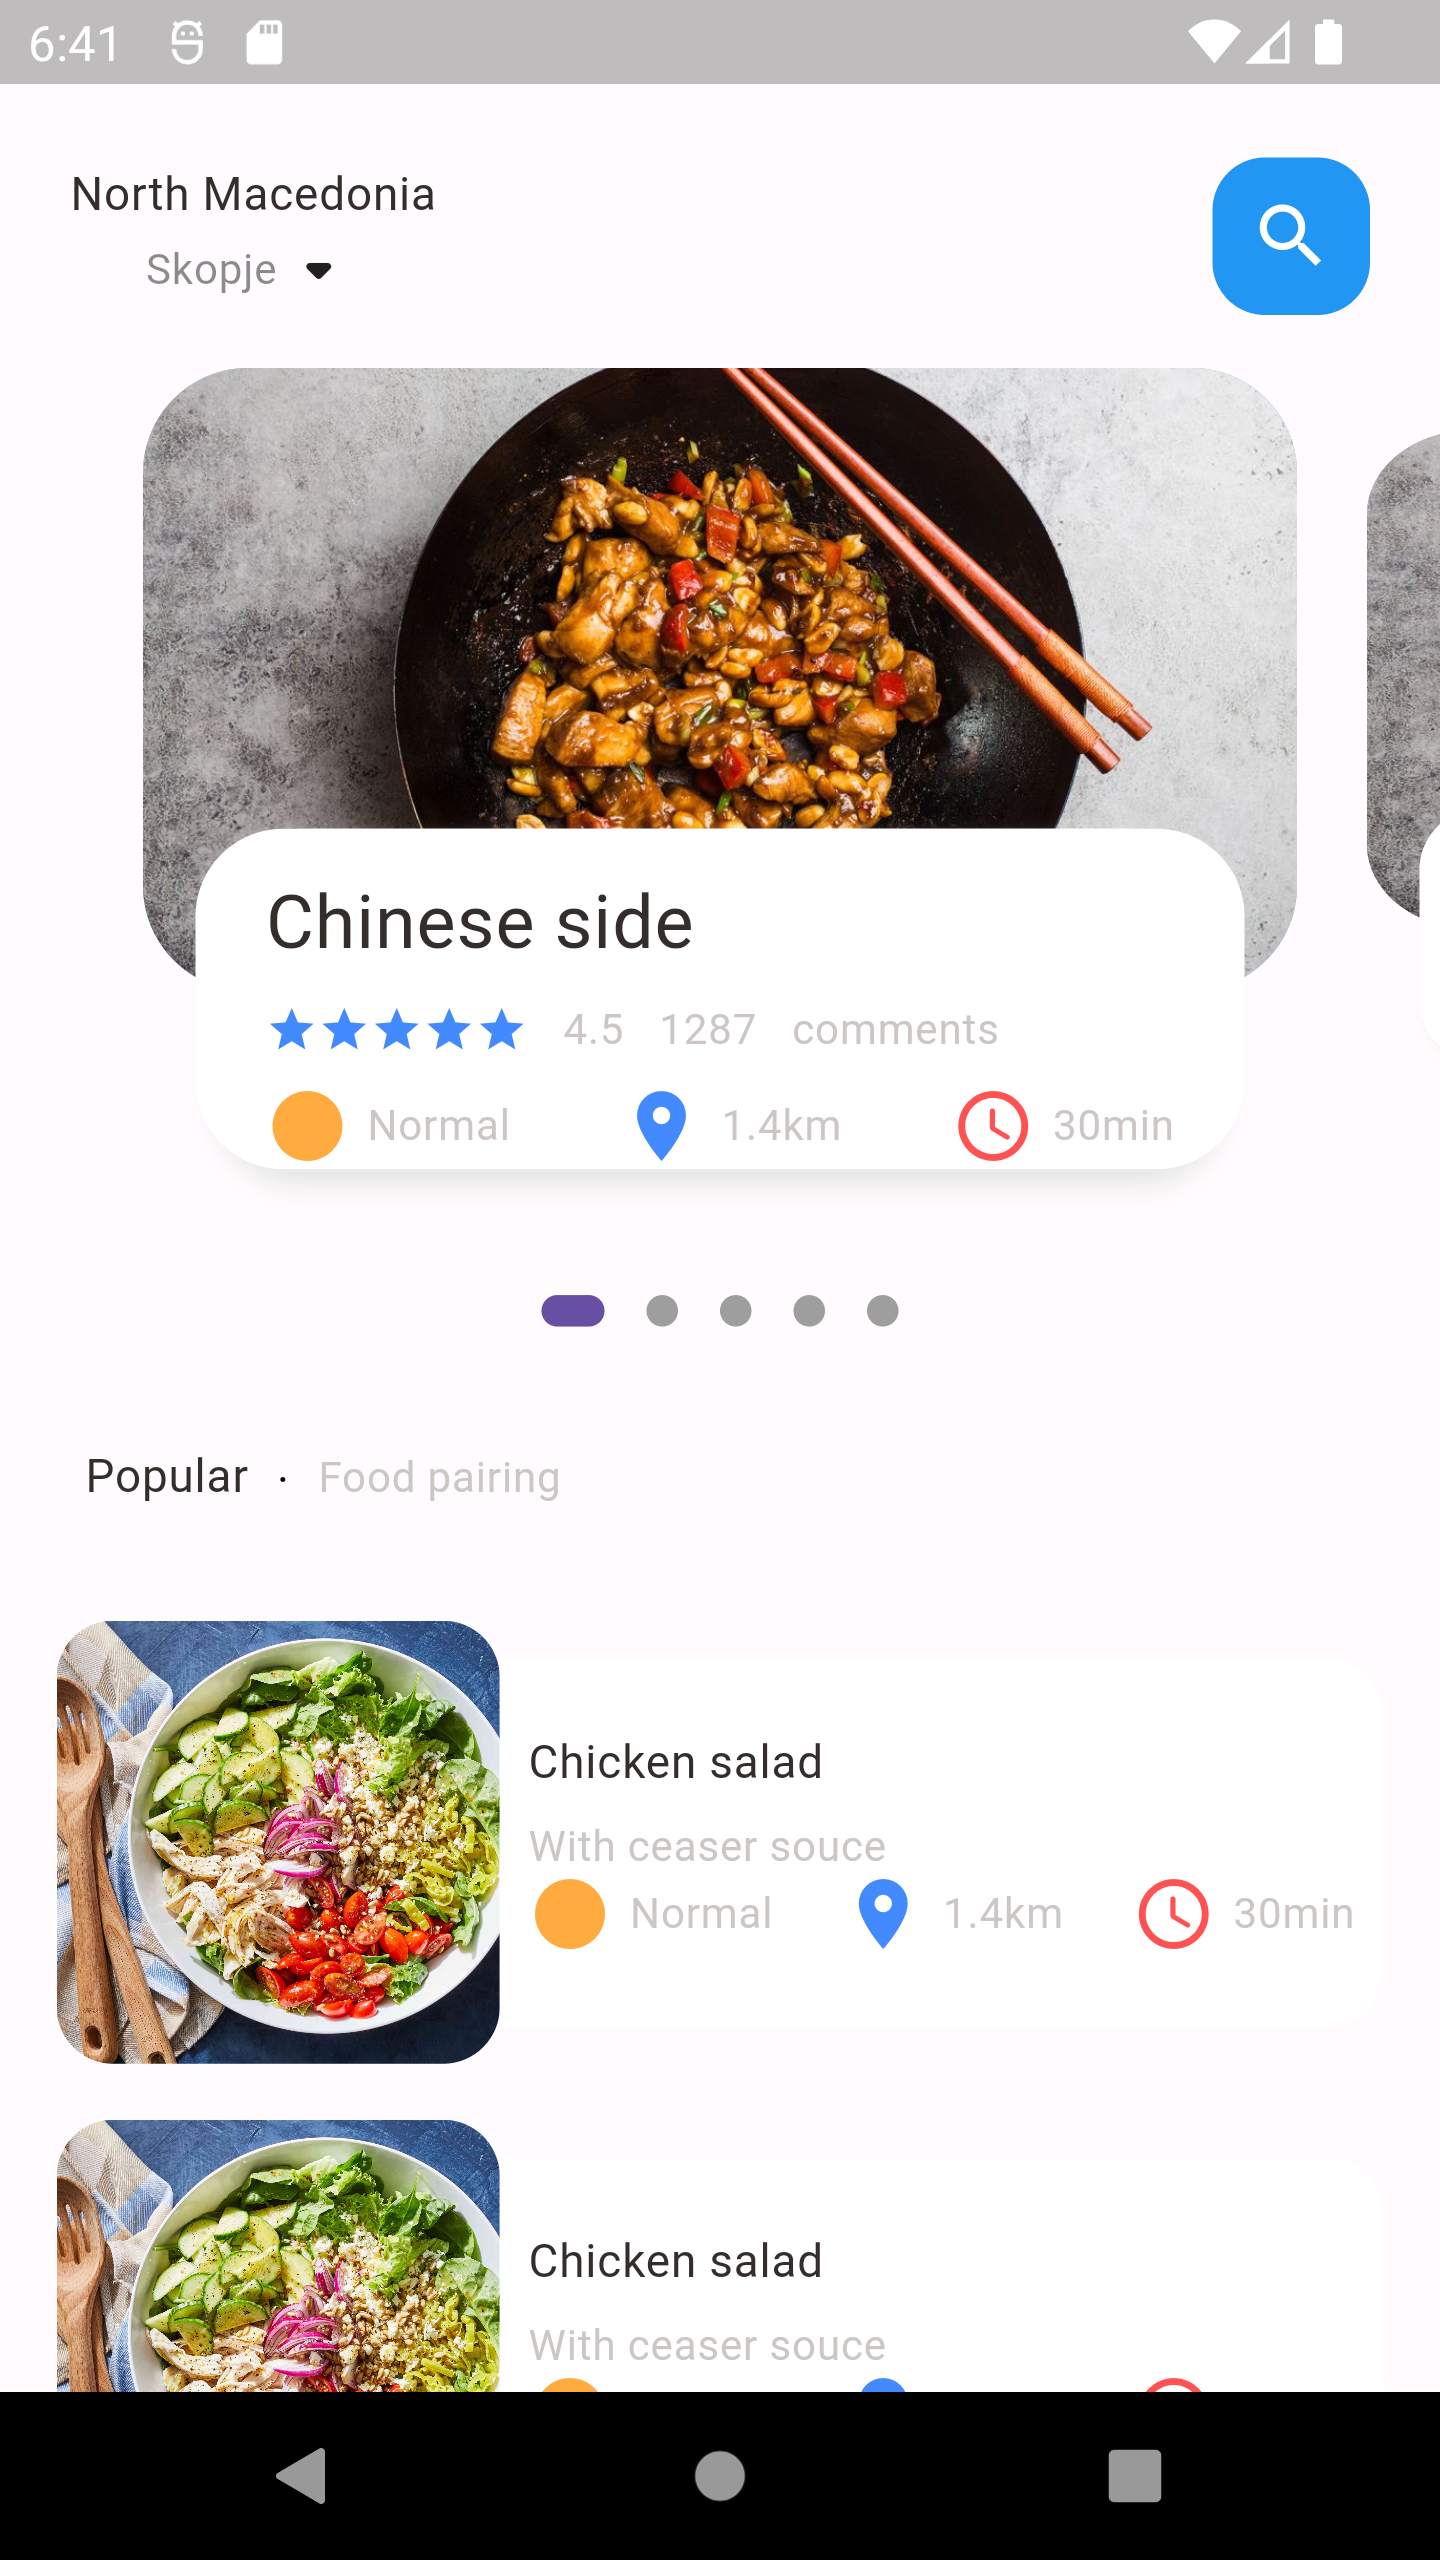 6:41
North Macedonia
Skopje
Chinese side
4.5 1287 comments
Normal 1.4km 30min
Popular · Food pairing
Chicken salad
With ceaser souce
Normal 1.4km 30min
Chicken salad
With ceaser souce